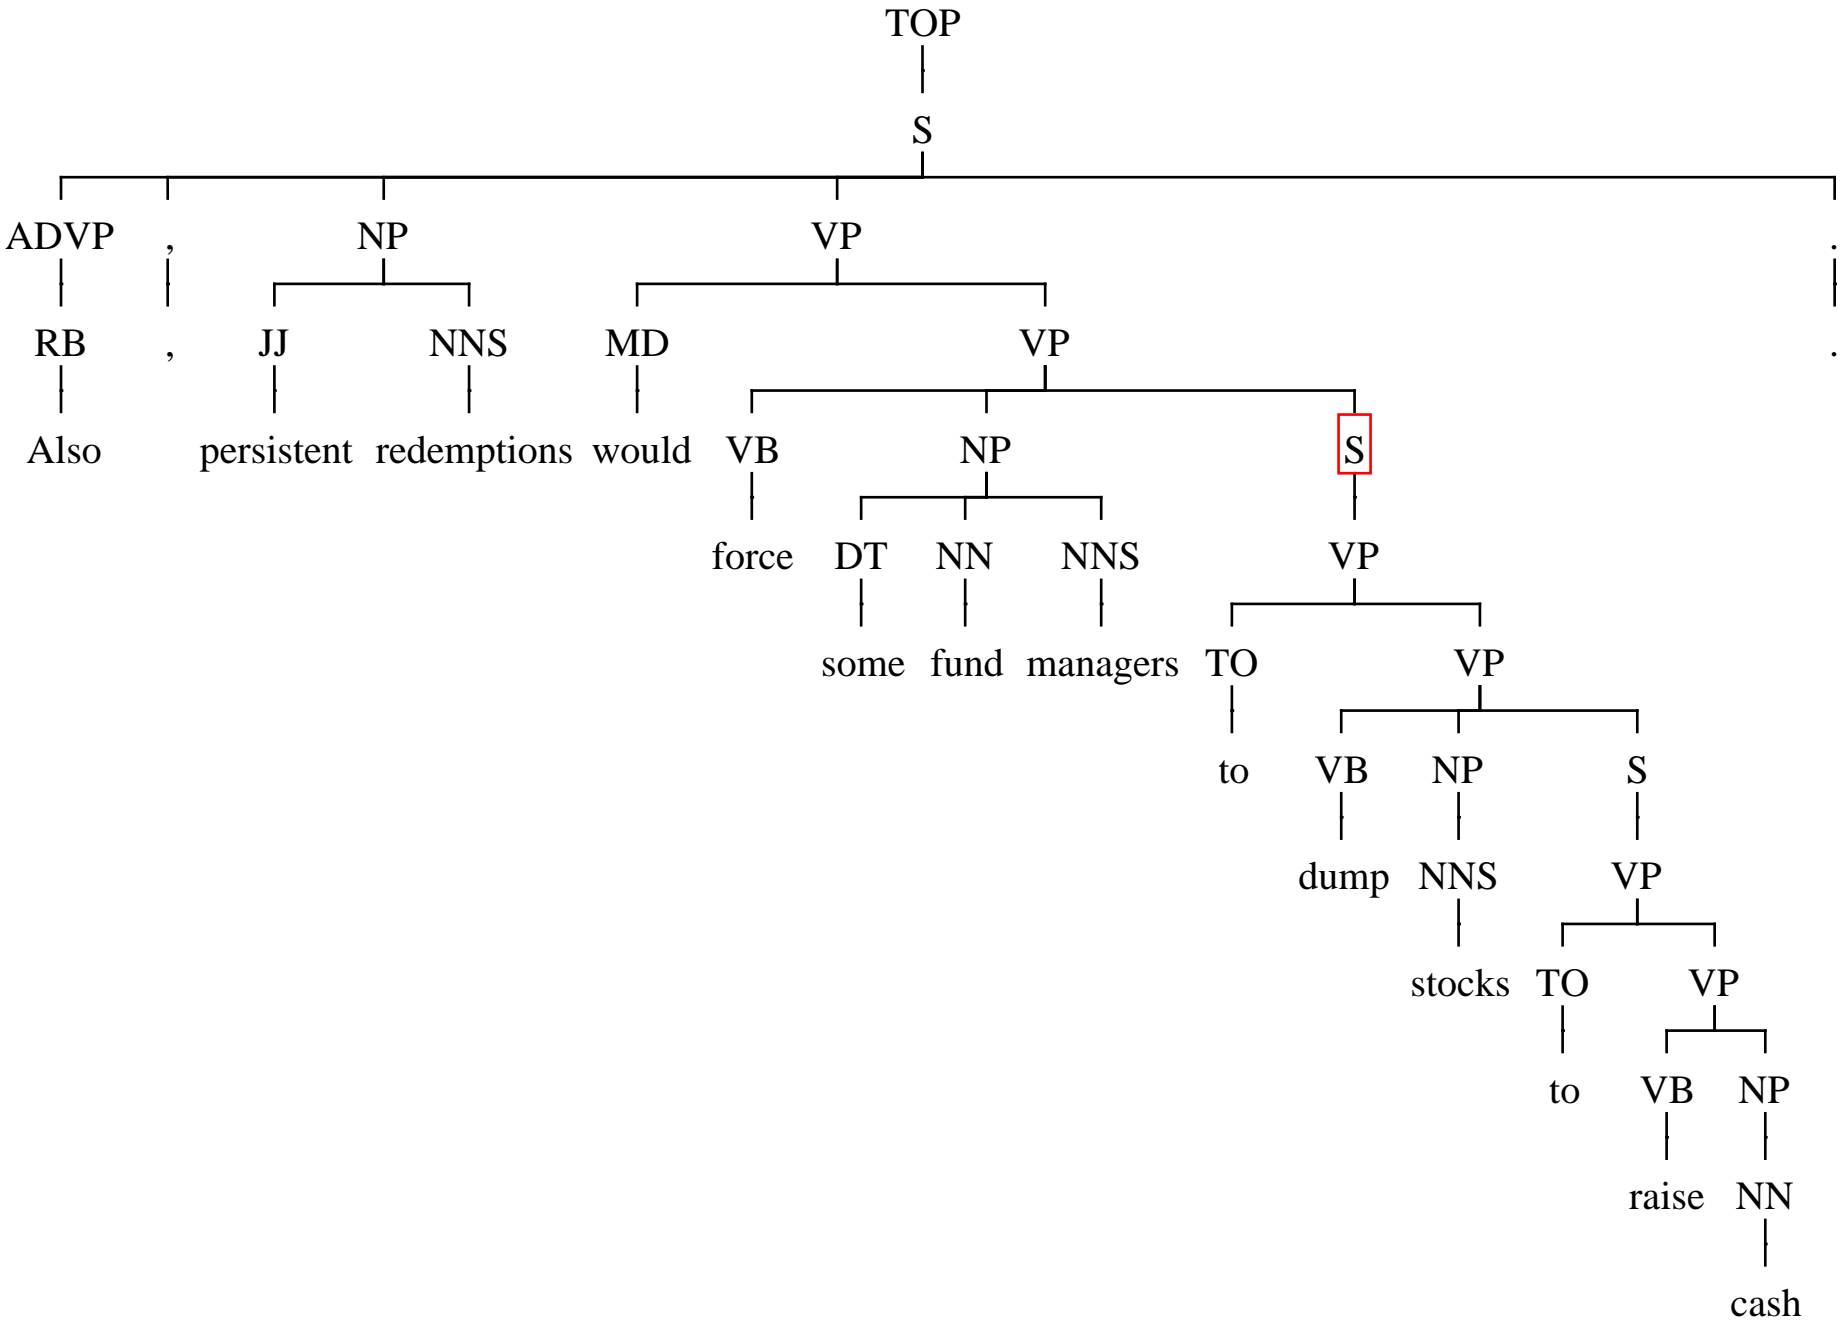 TOP
S
ADVP , NP VP .
RB , JJ NNS MD VP .
Also persistent redemptions would VB NP S
force DT NN NNS VP
some fund managers TO VP
to VB NP S
dump NNS VP
stocks TO VP
to VB NP
raise NN
cash